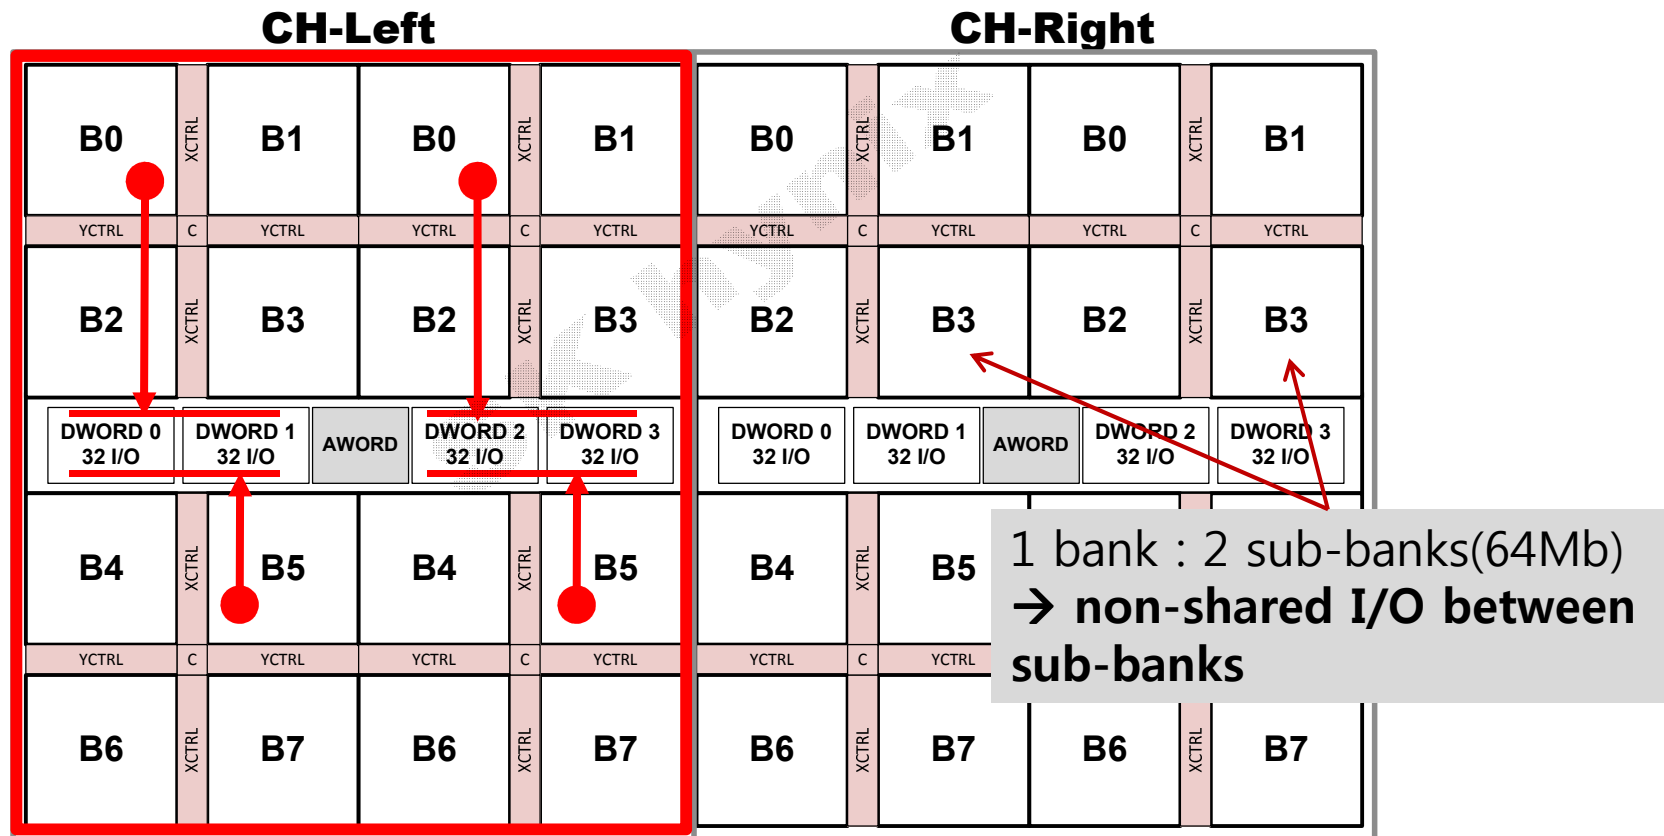 CH-Left CH-Right
B0 XCTRL B1 B0 XCTRL B1 B0 XCTRL B1 B0 XCTRL B1
YCTRL C YCTRL YCTRL C YCTRL YCTRL C YCTRL YCTRL C YCTRL
B2 XCTRL B3 B2 XCTRL B3 B2 XCTRL B3 B2 XCTRL B3
DWORD 0 DWORD 1 AWORD DWORD 2 DWORD 3 DWORD 0 DWORD 1 AWORD DWORD 2 DWORD 3
32 I/O 32 I/O 32 I/O 32 I/O 32 I/O 32 I/O 32 I/O 32 I/O
B4 XCTRL B5 B4 XCTRL B5 B4 XCTRL B5
YCTRL C YCTRL YCTRL C YCTRL YCTRL C YCTRL
B6 XCTRL B7 B6 XCTRL B7 B6 XCTRL B7 B6 XCTRL B7
1 bank : 2 sub-banks(64Mb)
→ non-shared I/O between
sub-banks
SK hynix